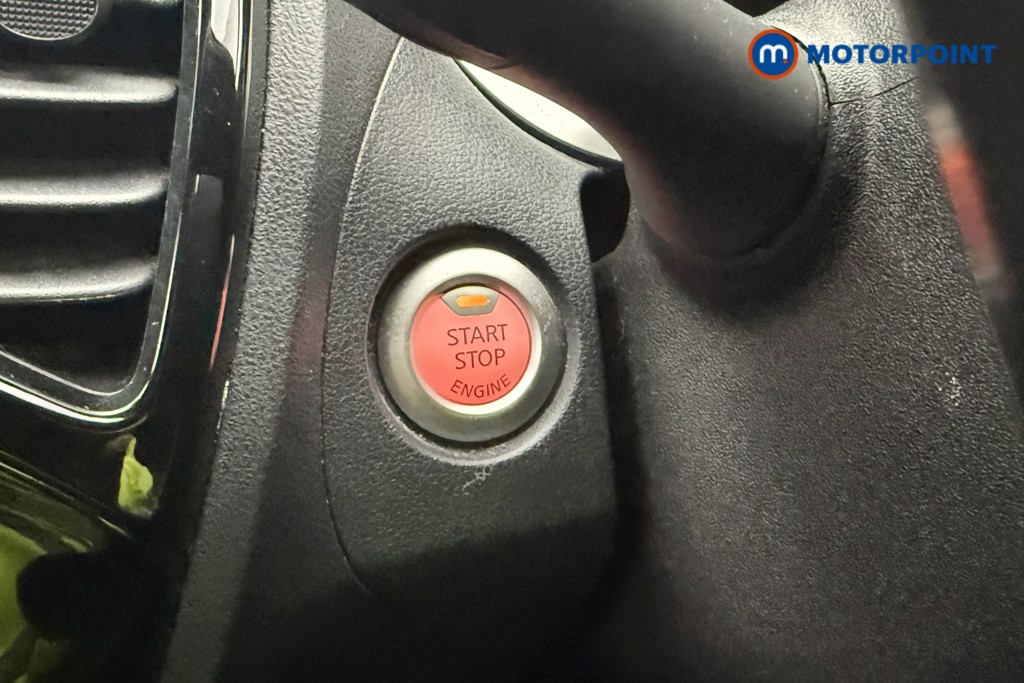 m. MOTORPOINT
START
STOP
ENGINE